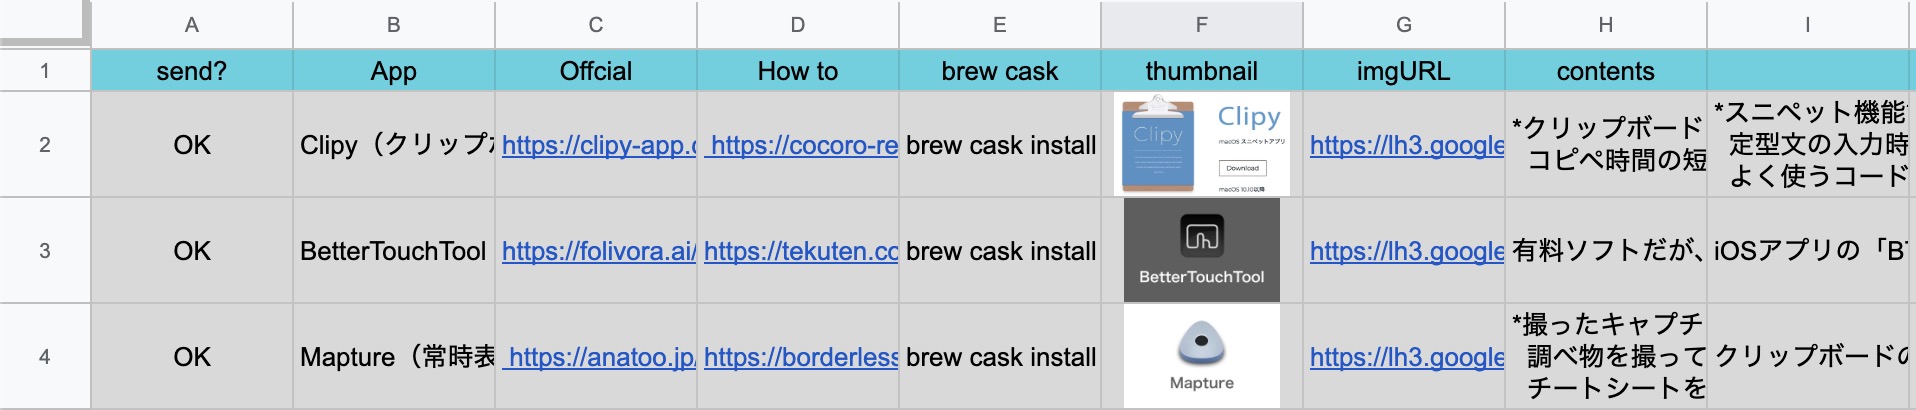 A B C D E F G H I
1 send? App Offcial How to brew cask thumbnail imgURL contents
2 OK Clipy（クリップボ https://clipy-app.c https://cocoro-re brew cask install https://lh3.google
Clipy
Clipy
macOS スニペットアプリ
Download
macOS 10.10以降
*クリップボード
コピペ時間の短
*スニペット機能
定型文の入力時
よく使うコード
3 OK BetterTouchTool https://folivora.ai/ https://tekuten.co brew cask install https://lh3.google 有料ソフトだが、 iOSアプリの「BT
BetterTouchTool
4 OK Mapture（常時表 https://anatoo.jp/ https://borderless brew cask install https://lh3.google
Mapture
*撮ったキャプチ
調べ物を撮って
チートシートを
クリップボードの